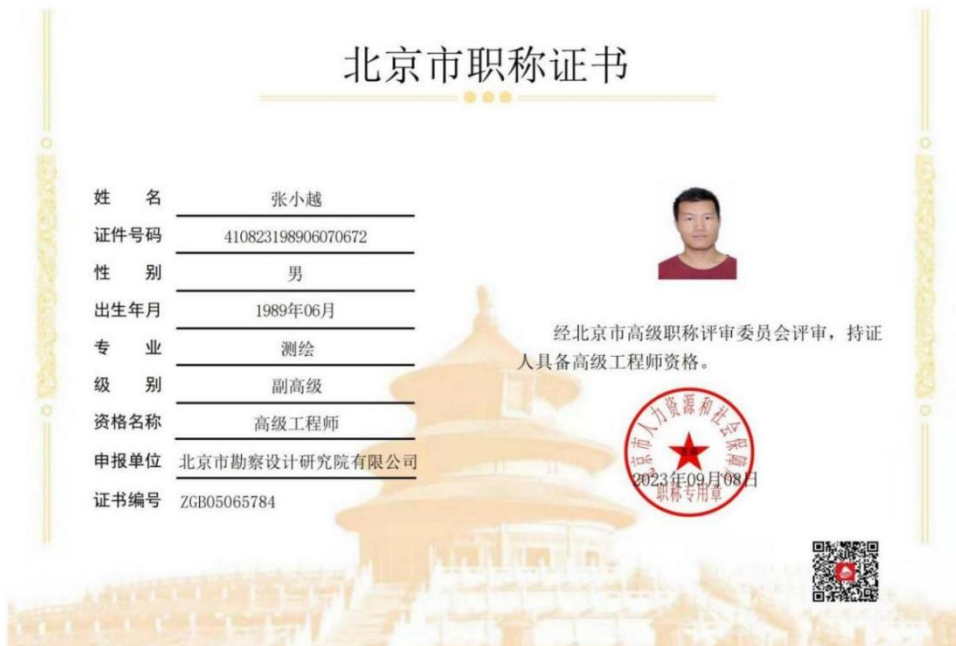 北京市职称证书
姓 名 张小越
证件号码 410823198906070672
性 别 男
出生年月 1989年06月
专 业 测绘
级 别 副高级
资格名称 高级工程师
申报单位 北京市勘察设计研究院有限公司
证书编号 ZGB05065784
经北京市高级职称评审委员会评审，持证
人具备高级工程师资格。
北京市人力资源和社会保障局
2023年09月08日
职称专用章